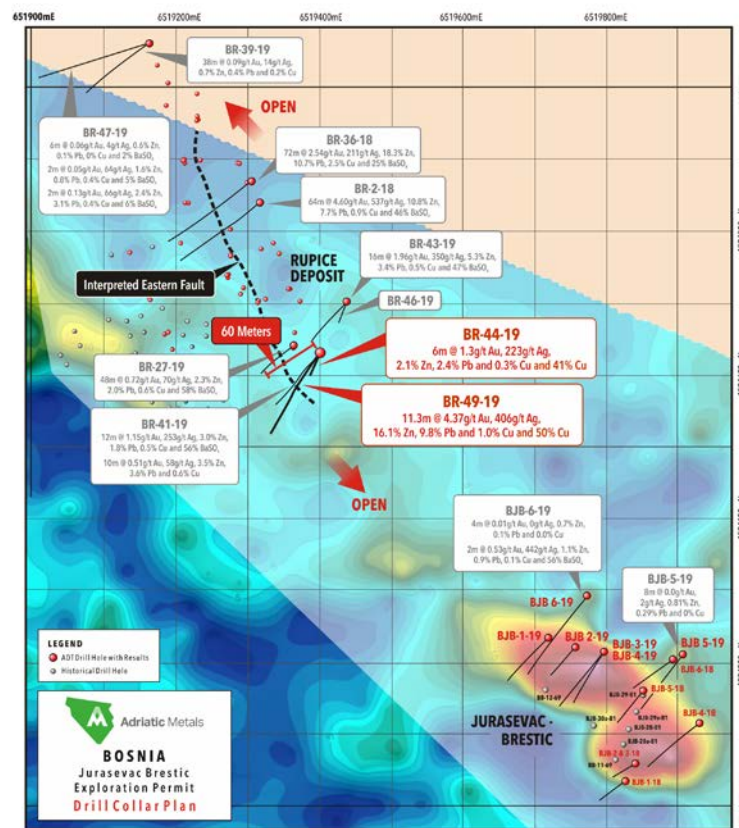 651900mE
6519200mE
6519400mE
6519600mE
6519800mE
BR-39-19
38m @ 0.09g/t Au, 14g/t Ag,
0.7% Zn, 0.4% Pb and 0.2% Cu
OPEN
BR-47-19
6m @ 0.06g/t Au, 4g/t Ag, 0.6% Zn,
0.1% Pb, 0% Cu and 2% BaSO₄
2m @ 0.05g/t Au, 64g/t Ag, 1.6% Zn,
0.8% Pb, 0.4% Cu and 5% BaSO₄
2m @ 0.13g/t Au, 66g/t Ag, 2.4% Zn,
3.1% Pb, 0.4% Cu and 6% BaSO₄
BR-36-18
72m @ 2.54g/t Au, 211g/t Ag, 18.3% Zn,
10.7% Pb, 2.5% Cu and 25% BaSO₄
BR-2-18
64m @ 4.60g/t Au, 537g/t Ag, 10.8% Zn,
7.7% Pb, 0.9% Cu and 46% BaSO₄
BR-43-19
16m @ 1.96g/t Au, 350g/t Ag, 5.3% Zn,
3.4% Pb, 0.5% Cu and 47% BaSO₄
RUPICE
DEPOSIT
Interpreted Eastern Fault
BR-46-19
60 Meters
BR-44-19
6m @ 1.3g/t Au, 223g/t Ag,
2.1% Zn, 2.4% Pb and 0.3% Cu and 41% Cu
BR-27-19
48m @ 0.72g/t Au, 70g/t Ag, 2.3% Zn,
2.0% Pb, 0.6% Cu and 58% BaSO₄
BR-49-19
11.3m @ 4.37g/t Au, 406g/t Ag,
16.1% Zn, 9.8% Pb and 1.0% Cu and 50% Cu
BR-41-19
12m @ 1.15g/t Au, 253g/t Ag, 3.0% Zn,
1.8% Pb, 0.5% Cu and 56% BaSO₄
10m @ 0.51g/t Au, 58g/t Ag, 3.5% Zn,
3.6% Pb and 0.6% Cu
OPEN
BJB-6-19
4m @ 0.01g/t Au, 0g/t Ag, 0.7% Zn,
0.1% Pb and 0.0% Cu
2m @ 0.53g/t Au, 442g/t Ag, 1.1% Zn,
0.9% Pb, 0.1% Cu and 56% BaSO₄
BJB-5-19
8m @ 0.0g/t Au,
2g/t Ag, 0.81% Zn,
0.29% Pb and 0% Cu
BJB 6-19
BJB-1-19
BJB 2-19
BJB-3-19
BJB-4-19
BJB 5-19
BJB-6-18
BJB-5-18
BJB-4-18
JURASEVAC -
BRESTIC
BJB-2 & 3-18
BJB-1-18
LEGEND
ADT Drill Hole with Results
Historical Drill Hole
Adriatic Metals
BOSNIA
Jurasevac Brestic
Exploration Permit
Drill Collar Plan